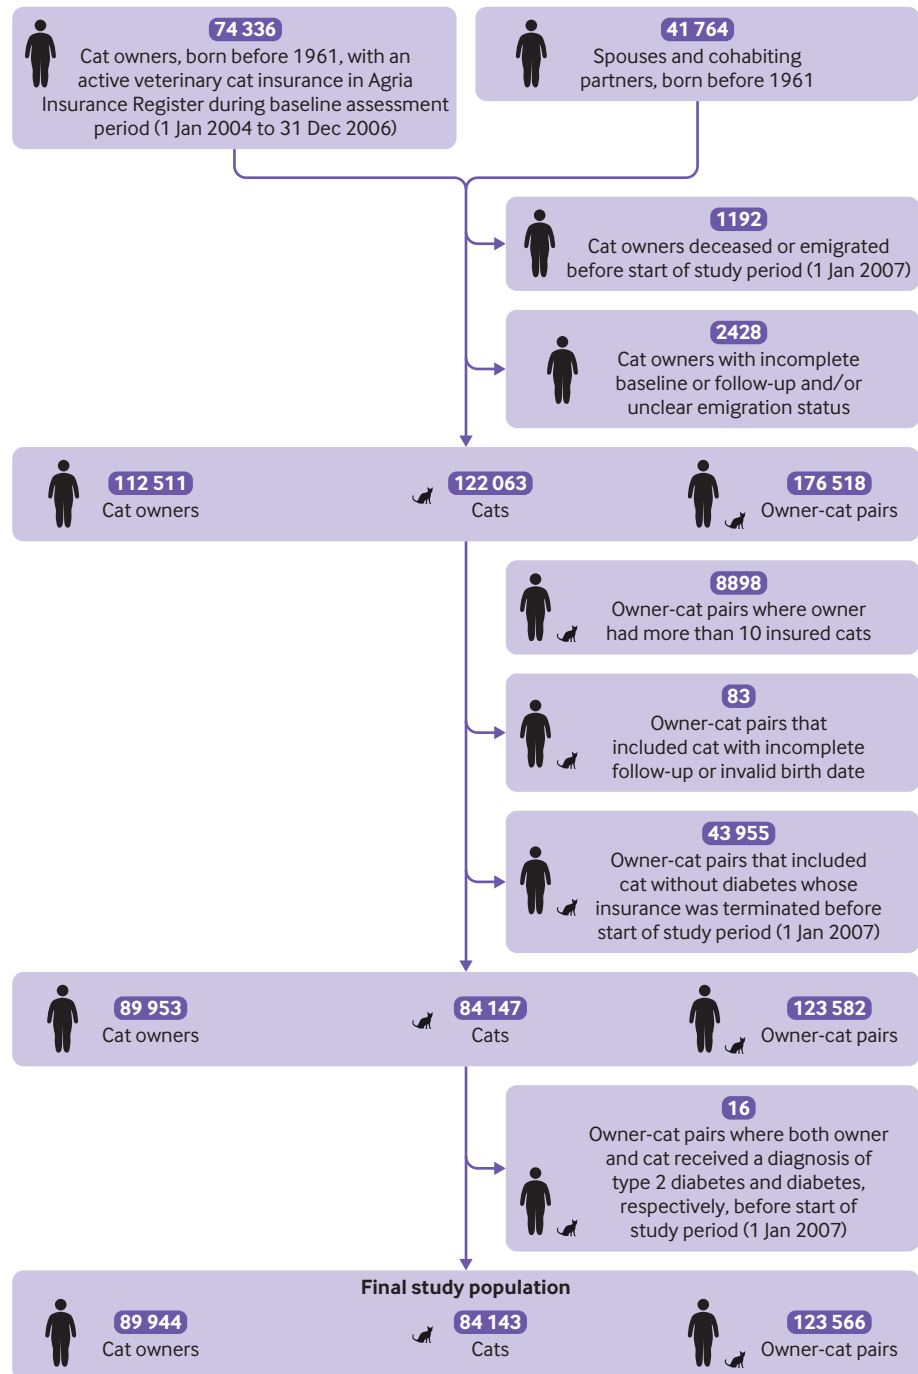 74 336
Cat owners, born before 1961, with an
active veterinary cat insurance in Agria
Insurance Register during baseline assessment
period (1 Jan 2004 to 31 Dec 2006)
41 764
Spouses and cohabiting
partners, born before 1961
1192
Cat owners deceased or emigrated
before start of study period (1 Jan 2007)
2428
Cat owners with incomplete
baseline or follow-up and/or
unclear emigration status
112 511
Cat owners
122 063
Cats
176 518
Owner-cat pairs
8898
Owner-cat pairs where owner
had more than 10 insured cats
83
Owner-cat pairs that
included cat with incomplete
follow-up or invalid birth date
43 955
Owner-cat pairs that included
cat without diabetes whose
insurance was terminated before
start of study period (1 Jan 2007)
89 953
Cat owners
84 147
Cats
123 582
Owner-cat pairs
16
Owner-cat pairs where both owner
and cat received a diagnosis of
type 2 diabetes and diabetes,
respectively, before start of
study period (1 Jan 2007)
Final study population
89 944
Cat owners
84 143
Cats
123 566
Owner-cat pairs